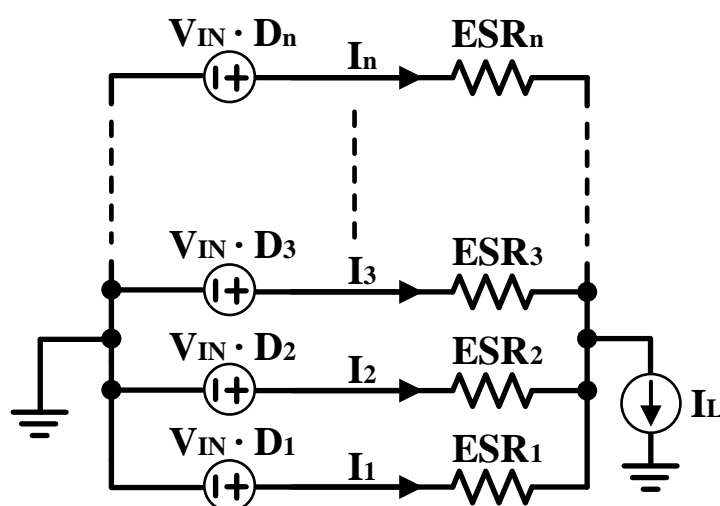 VIN · Dn
In
ESRn
VIN · D3
I3
ESR3
VIN · D2
I2
ESR2
IL
VIN · D1
I1
ESR1